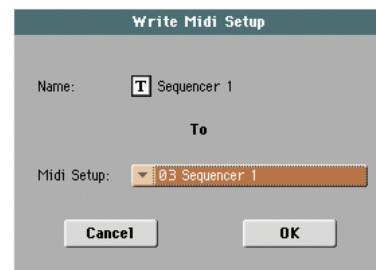 Write Midi Setup
Name: T Sequencer 1
To
Midi Setup: 03 Sequencer 1
Cancel OK